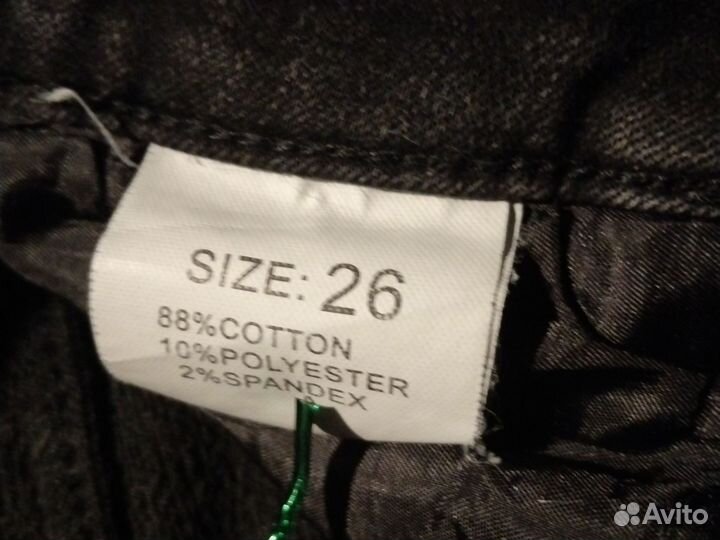 SIZE: 26
88%COTTON
10%POLYESTER
2%SPANDEX
Avito